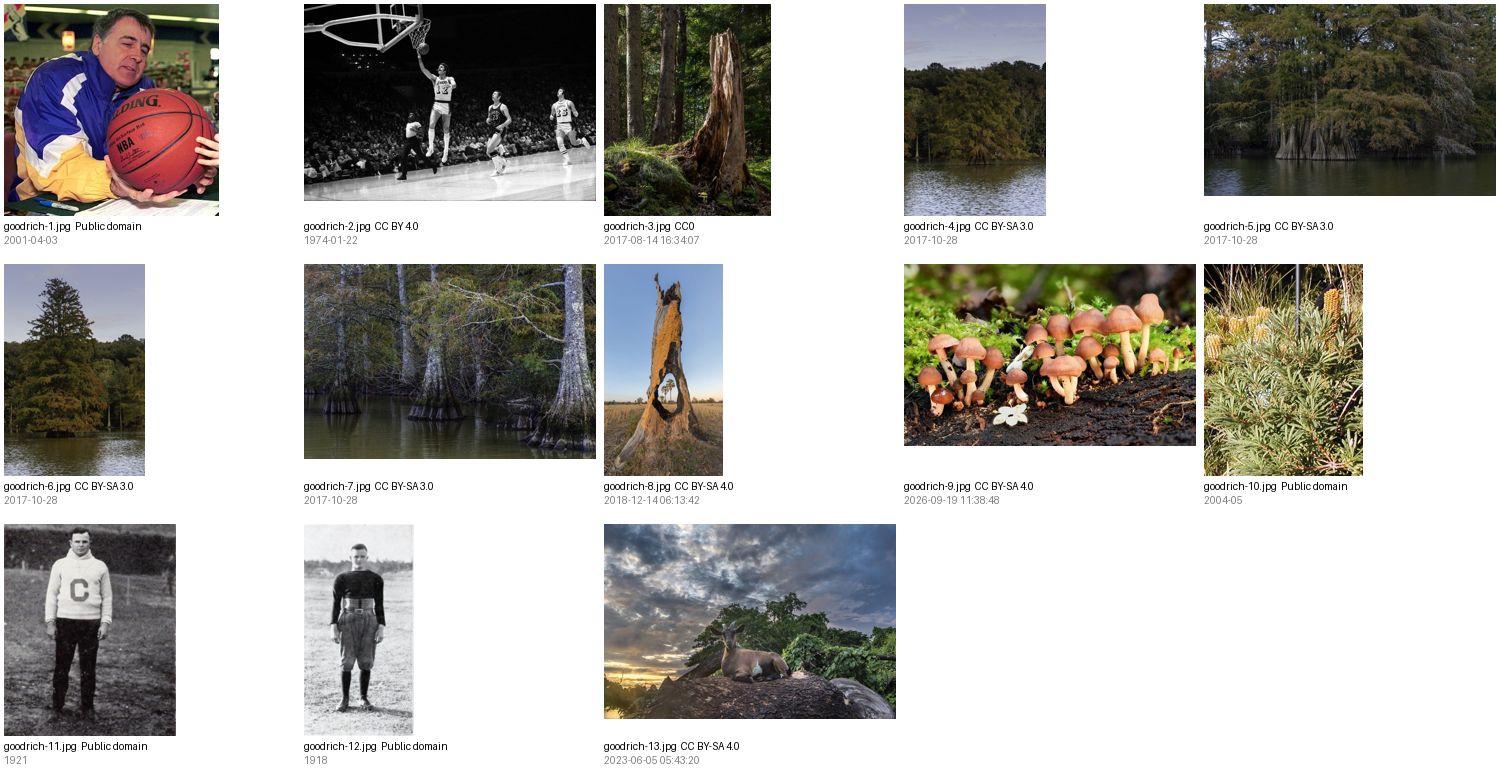 SPALDING
NBA
goodrich-1.jpg Public domain
2001-04-03
goodrich-2.jpg CC BY 4.0
1974-01-22
goodrich-3.jpg CC0
2017-08-14 16:34:07
goodrich-4.jpg CC BY-SA 3.0
2017-10-28
goodrich-5.jpg CC BY-SA 3.0
2017-10-28
goodrich-6.jpg CC BY-SA 3.0
2017-10-28
goodrich-7.jpg CC BY-SA 3.0
2017-10-28
goodrich-8.jpg CC BY-SA 4.0
2018-12-14 06:13:42
goodrich-9.jpg CC BY-SA 4.0
2026-09-19 11:38:48
goodrich-10.jpg Public domain
2004-05
C
goodrich-11.jpg Public domain
1921
goodrich-12.jpg Public domain
1918
goodrich-13.jpg CC BY-SA 4.0
2023-06-05 05:43:20